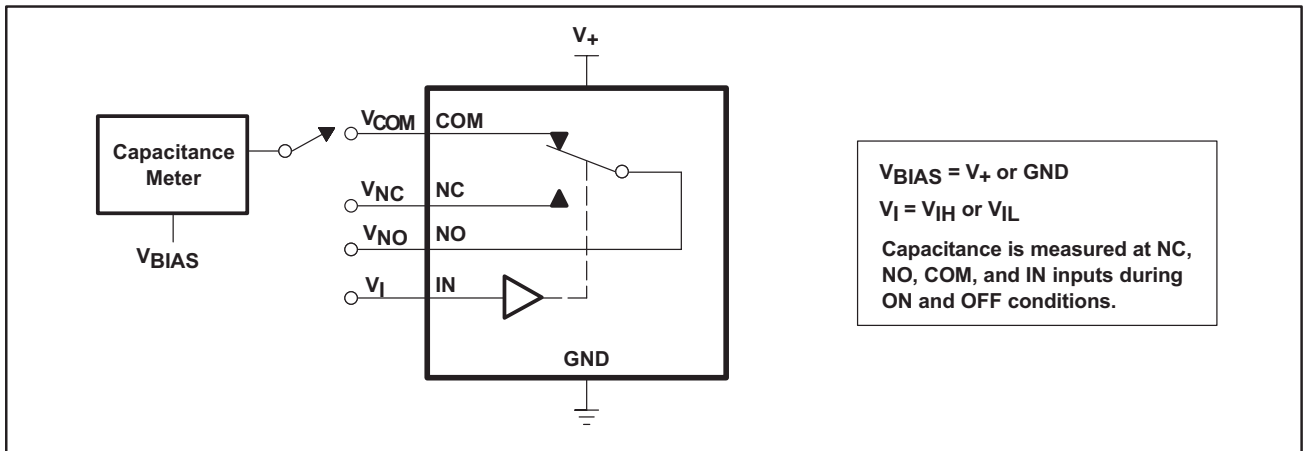 V+
VCOM COM
Capacitance
Meter
VNC NC
VNO NO
VBIAS
VI IN
GND
VBIAS = V+ or GND
VI = VIH or VIL
Capacitance is measured at NC,
NO, COM, and IN inputs during
ON and OFF conditions.